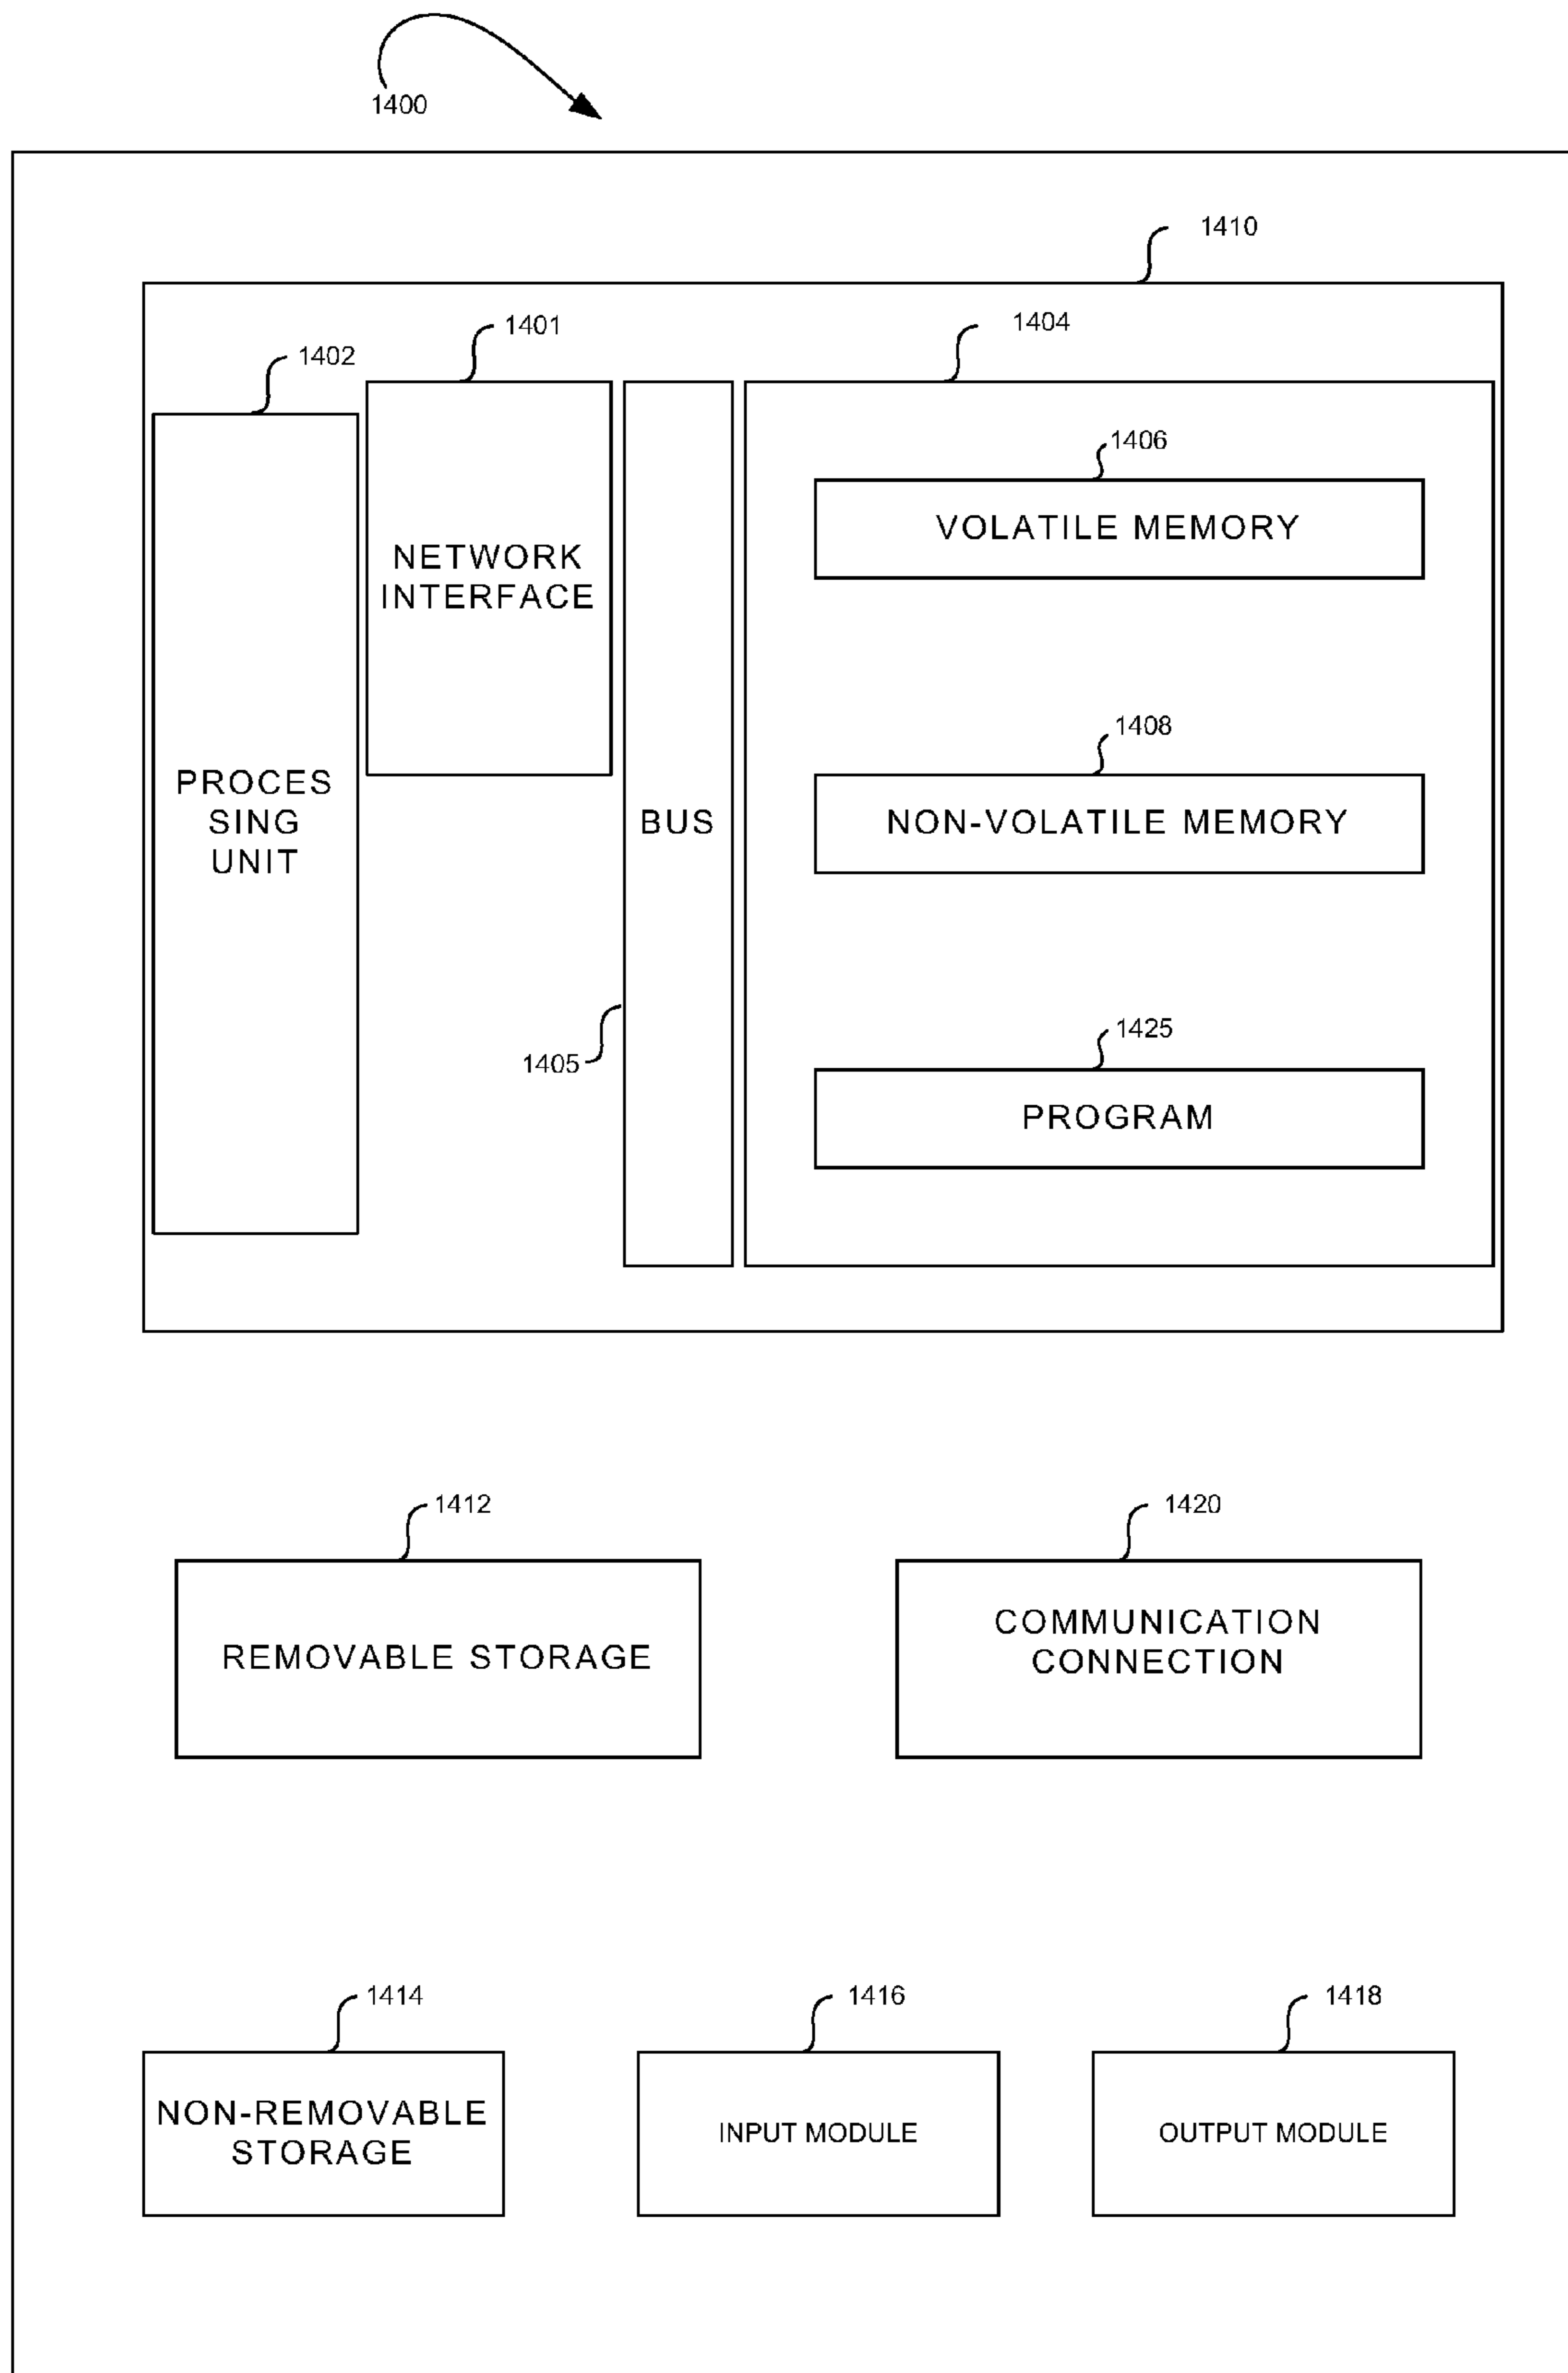 1400
1410
1401
1404
1402
1406
VOLATILE MEMORY
NETWORK
INTERFACE
1408
PROCES
SING
UNIT
BUS
NON-VOLATILE MEMORY
1425
1405
PROGRAM
1412
1420
REMOVABLE STORAGE
COMMUNICATION
CONNECTION
1414
1416
1418
NON-REMOVABLE
STORAGE
INPUT MODULE
OUTPUT MODULE